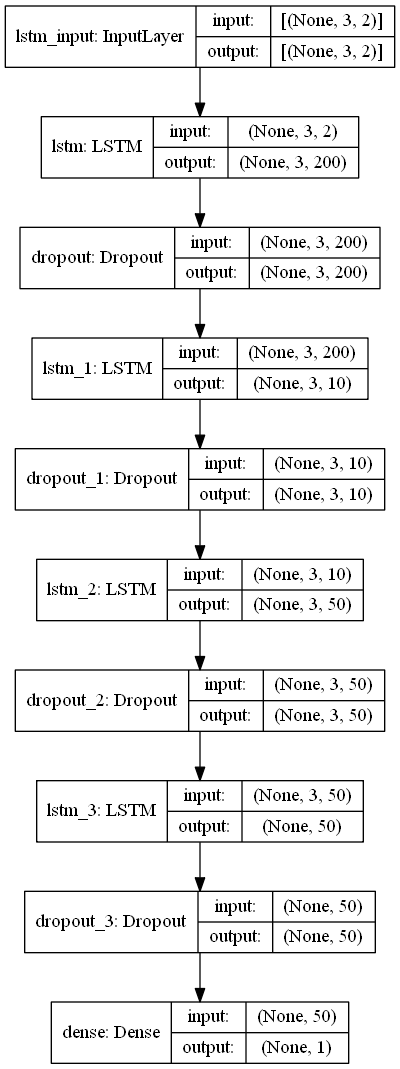 lstm_input: InputLayer
input: [(None, 3, 2)]
output: [(None, 3, 2)]
lstm: LSTM
input: (None, 3, 2)
output: (None, 3, 200)
dropout: Dropout
input: (None, 3, 200)
output: (None, 3, 200)
lstm_1: LSTM
input: (None, 3, 200)
output: (None, 3, 10)
dropout_1: Dropout
input: (None, 3, 10)
output: (None, 3, 10)
lstm_2: LSTM
input: (None, 3, 10)
output: (None, 3, 50)
dropout_2: Dropout
input: (None, 3, 50)
output: (None, 3, 50)
lstm_3: LSTM
input: (None, 3, 50)
output: (None, 50)
dropout_3: Dropout
input: (None, 50)
output: (None, 50)
dense: Dense
input: (None, 50)
output: (None, 1)